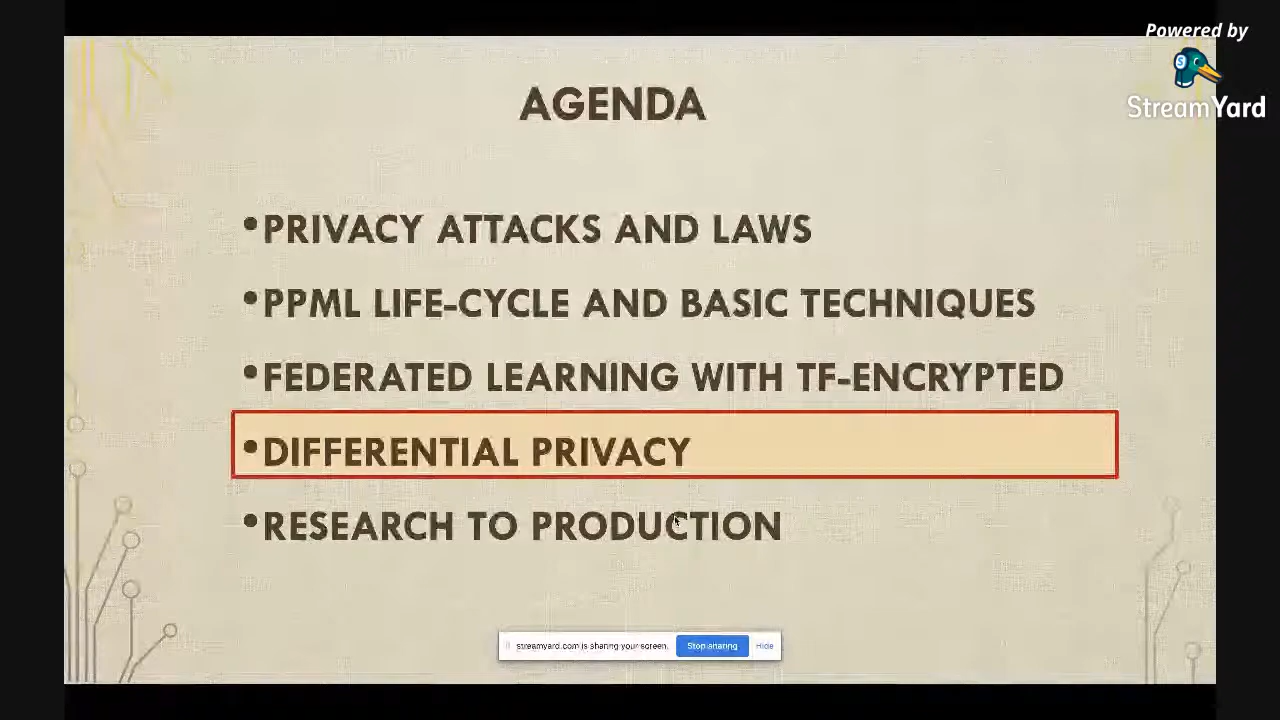 Powered by
StreamYard
AGENDA
•PRIVACY ATTACKS AND LAWS
•PPML LIFE-CYCLE AND BASIC TECHNIQUES
•FEDERATED LEARNING WITH TF-ENCRYPTED
•DIFFERENTIAL PRIVACY
•RESEARCH TO PRODUCTION
streamyard.com is sharing your screen. Stop sharing Hide